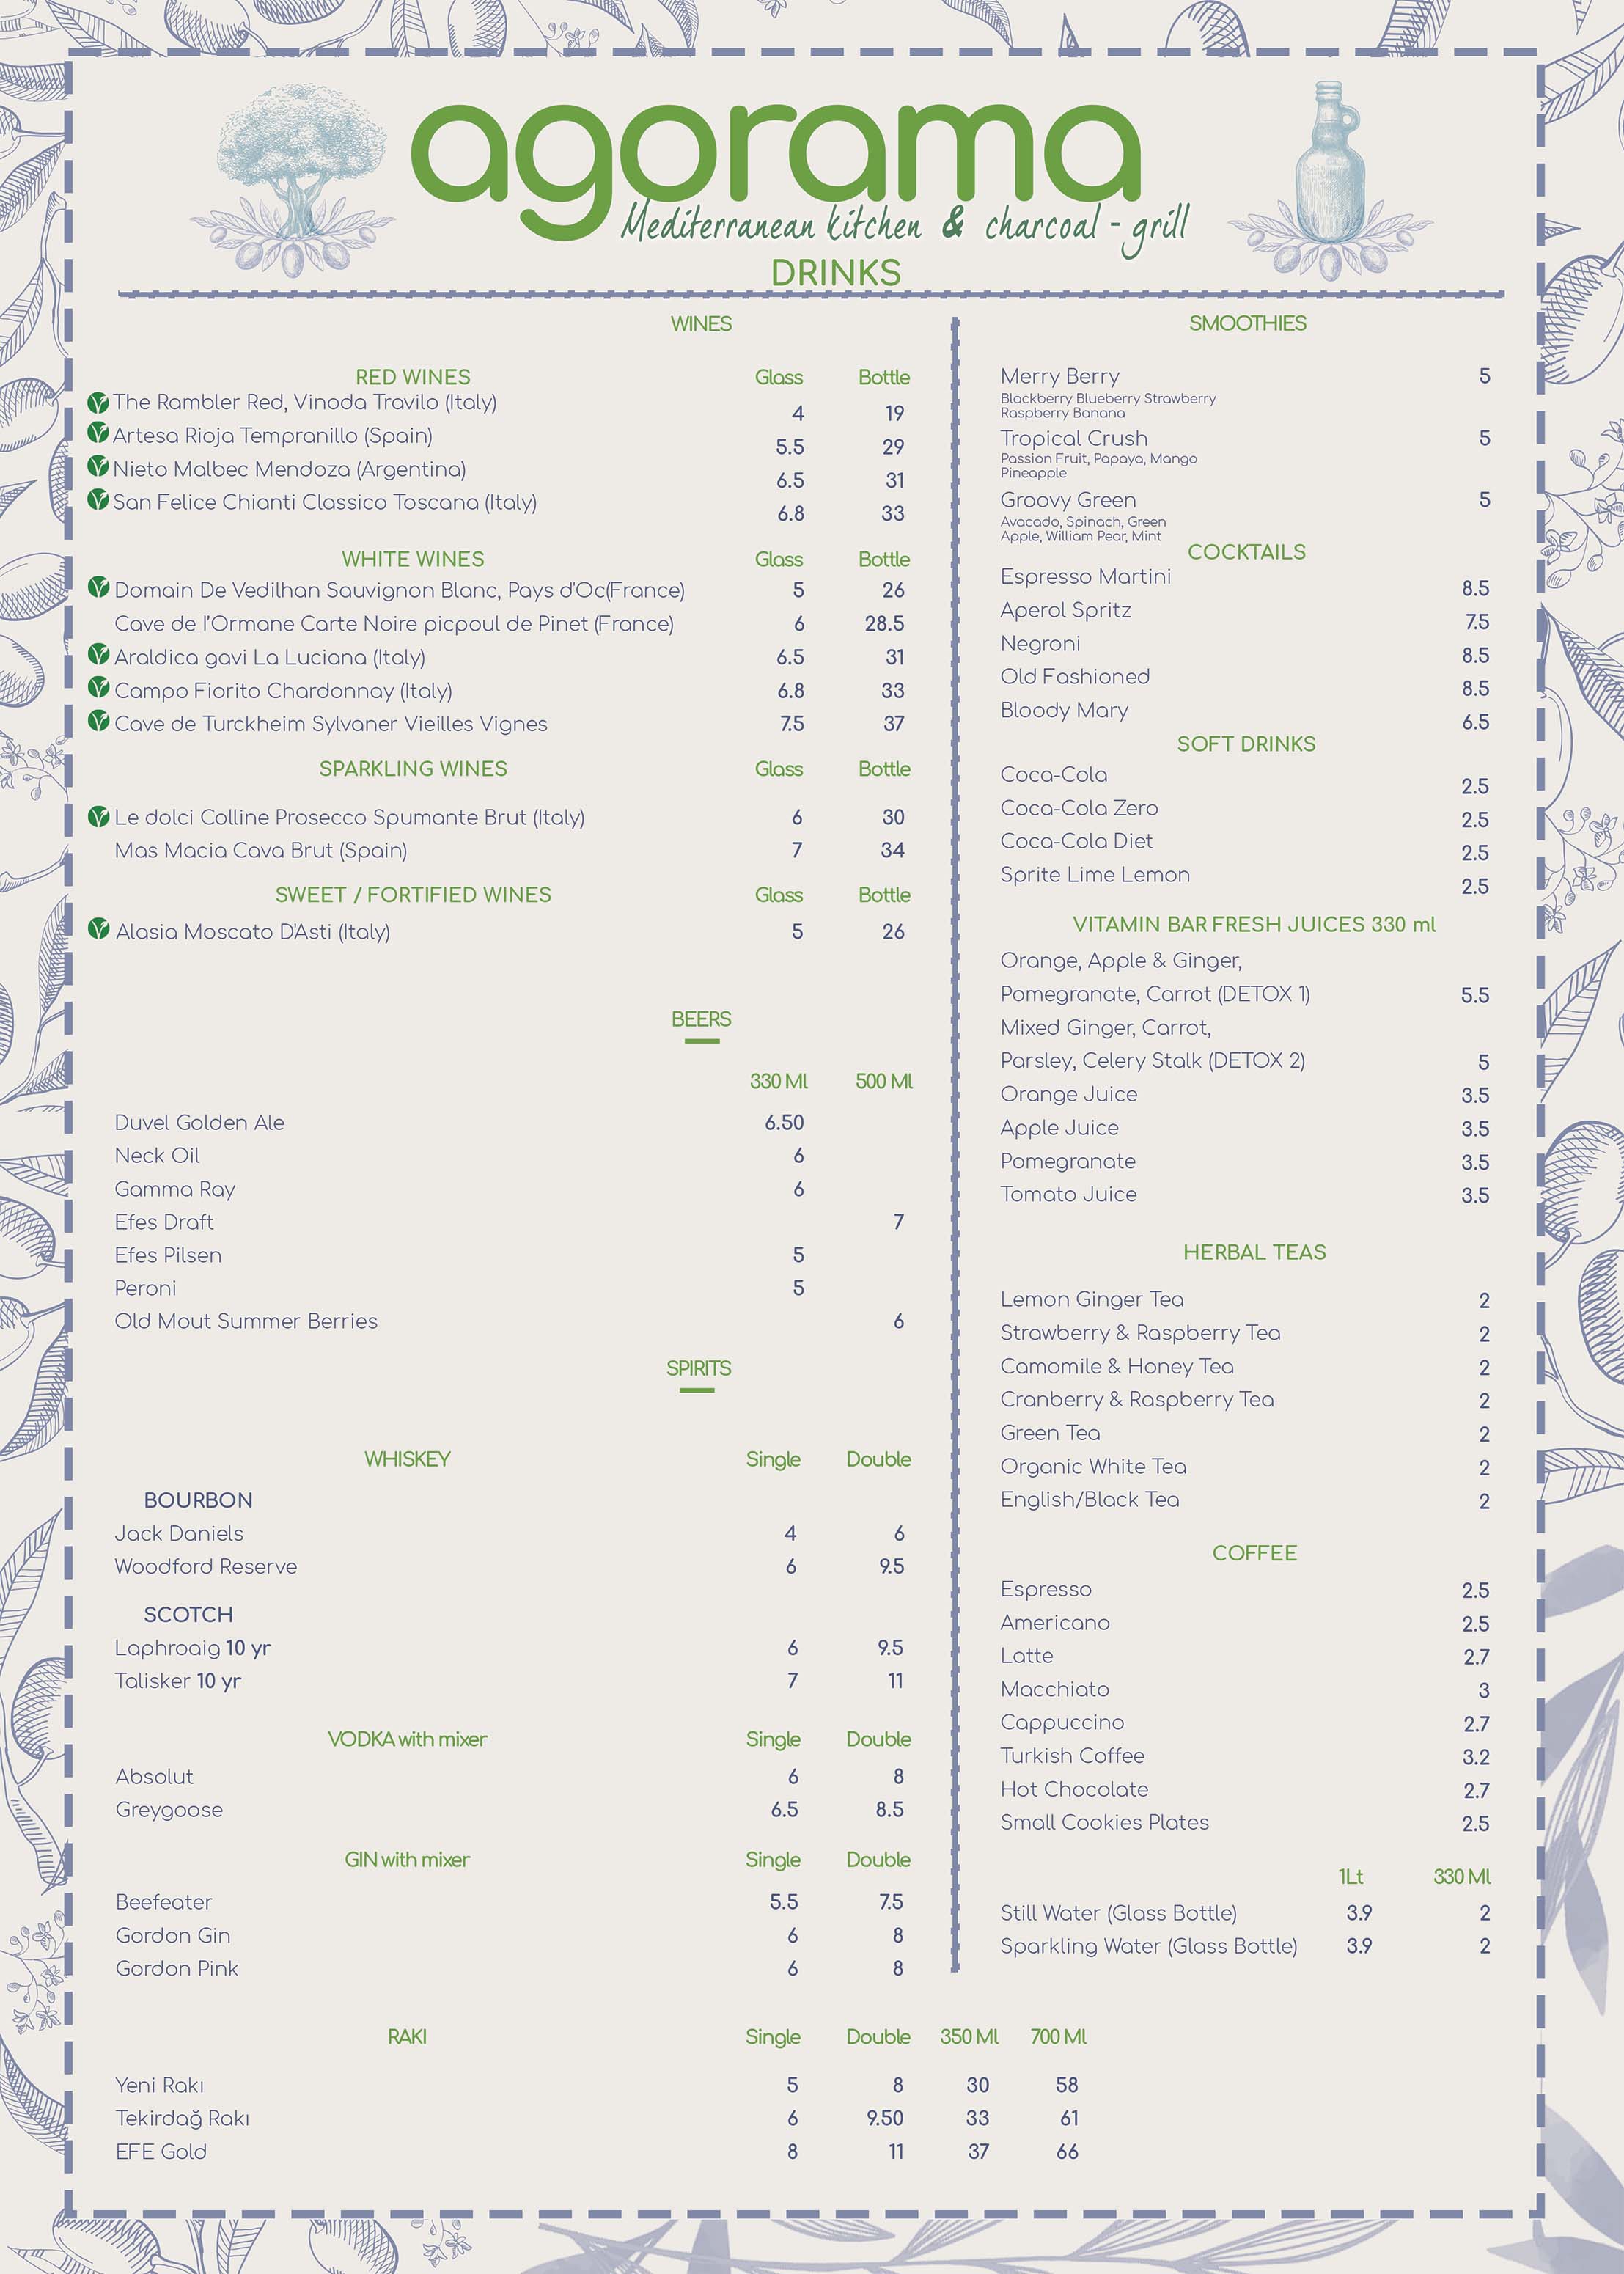 agorama
Mediterranean kitchen & charcoal - grill
DRINKS
WINES
RED WINES Glass Bottle
The Rambler Red, Vinoda Travilo (Italy) 4 19
Artesa Rioja Tempranillo (Spain) 5.5 29
Nieto Malbec Mendoza (Argentina) 6.5 31
San Felice Chianti Classico Toscana (Italy) 6.8 33
WHITE WINES Glass Bottle
Domain De Vedilhan Sauvignon Blanc, Pays d'Oc(France) 5 26
Cave de l'Ormane Carte Noire picpoul de Pinet (France) 6 28.5
Araldica gavi La Luciana (Italy) 6.5 31
Campo Fiorito Chardonnay (Italy) 6.8 33
Cave de Turckheim Sylvaner Vieilles Vignes 7.5 37
SPARKLING WINES Glass Bottle
Le dolci Colline Prosecco Spumante Brut (Italy) 6 30
Mas Macia Cava Brut (Spain) 7 34
SWEET / FORTIFIED WINES Glass Bottle
Alasia Moscato D'Asti (Italy) 5 26
BEERS
330 Ml 500 Ml
Duvel Golden Ale 6.50
Neck Oil 6
Gamma Ray 6
Efes Draft 7
Efes Pilsen 5
Peroni 5
Old Mout Summer Berries 6
SPIRITS
WHISKEY Single Double
BOURBON
Jack Daniels 4 6
Woodford Reserve 6 9.5
SCOTCH
Laphroaig 10 yr 6 9.5
Talisker 10 yr 7 11
VODKA with mixer Single Double
Absolut 6 8
Greygoose 6.5 8.5
GIN with mixer Single Double
Beefeater 5.5 7.5
Gordon Gin 6 8
Gordon Pink 6 8
RAKI Single Double 350 Ml 700 Ml
Yeni Rakı 5 8 30 58
Tekirdağ Rakı 6 9.50 33 61
EFE Gold 8 11 37 66
SMOOTHIES
Merry Berry 5
Blackberry Blueberry Strawberry
Raspberry Banana
Tropical Crush 5
Passion Fruit, Papaya, Mango
Pineapple
Groovy Green 5
Avacado, Spinach, Green
Apple, William Pear, Mint
COCKTAILS
Espresso Martini 8.5
Aperol Spritz 7.5
Negroni 8.5
Old Fashioned 8.5
Bloody Mary 6.5
SOFT DRINKS
Coca-Cola 2.5
Coca-Cola Zero 2.5
Coca-Cola Diet 2.5
Sprite Lime Lemon 2.5
VITAMIN BAR FRESH JUICES 330 ml
Orange, Apple & Ginger,
Pomegranate, Carrot (DETOX 1) 5.5
Mixed Ginger, Carrot,
Parsley, Celery Stalk (DETOX 2) 5
Orange Juice 3.5
Apple Juice 3.5
Pomegranate 3.5
Tomato Juice 3.5
HERBAL TEAS
Lemon Ginger Tea 2
Strawberry & Raspberry Tea 2
Camomile & Honey Tea 2
Cranberry & Raspberry Tea 2
Green Tea 2
Organic White Tea 2
English/Black Tea 2
COFFEE
Espresso 2.5
Americano 2.5
Latte 2.7
Macchiato 3
Cappuccino 2.7
Turkish Coffee 3.2
Hot Chocolate 2.7
Small Cookies Plates 2.5
1Lt 330 Ml
Still Water (Glass Bottle) 3.9 2
Sparkling Water (Glass Bottle) 3.9 2